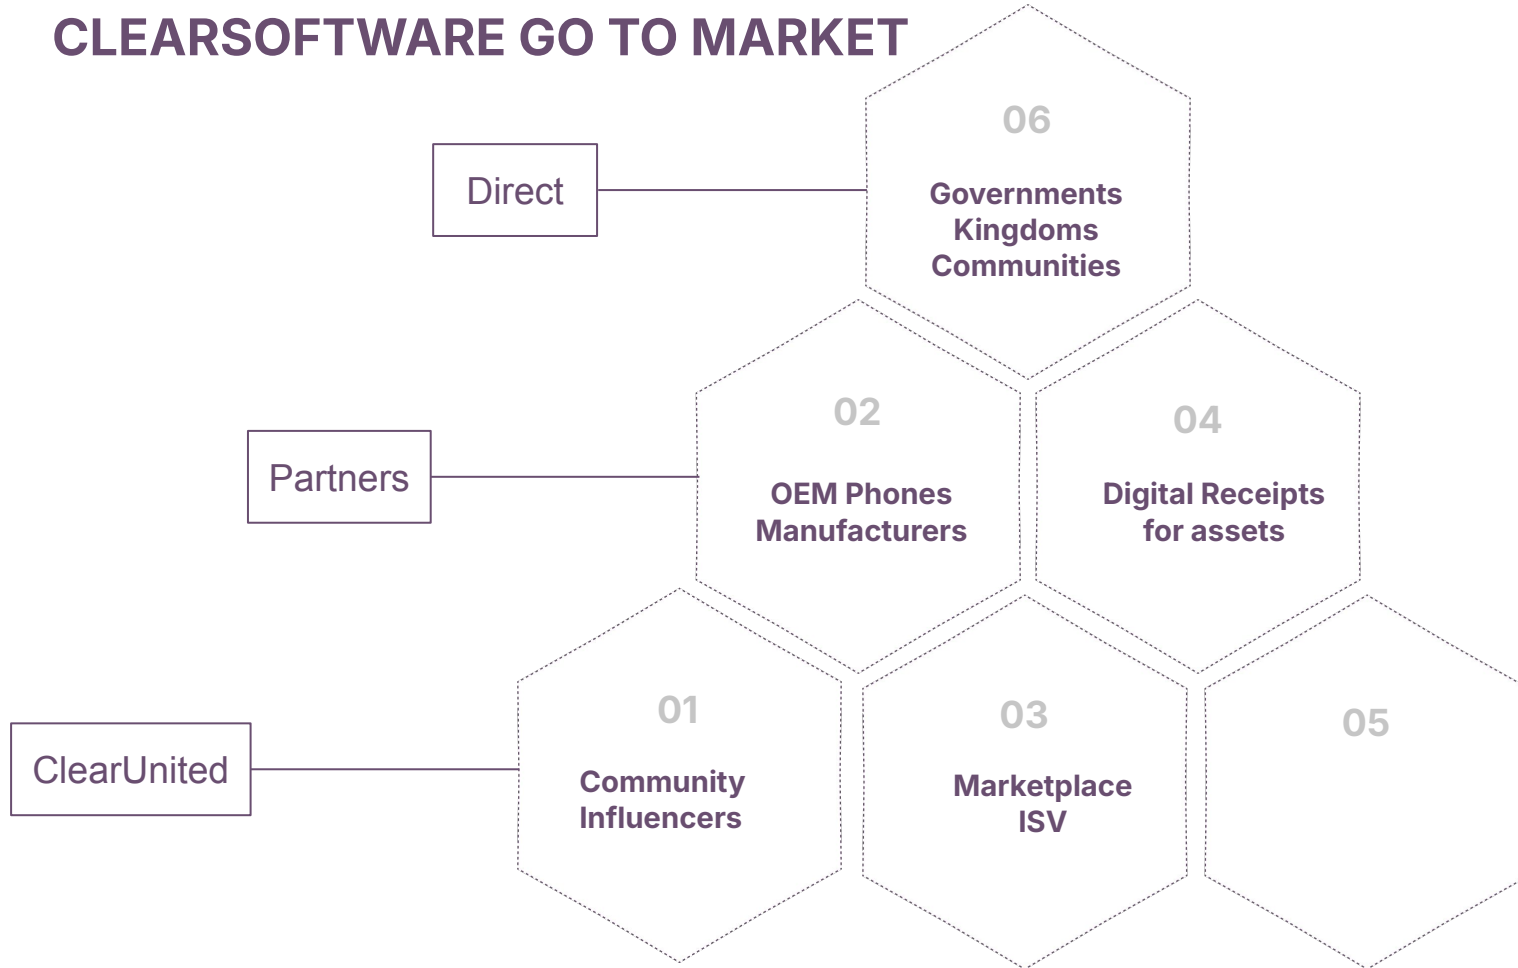 CLEARSOFTWARE GO TO MARKET
06
Direct
Governments
Kingdoms
Communities
02
04
Partners
OEM Phones
Manufacturers
Digital Receipts
for assets
01
03
05
ClearUnited
Community
Influencers
Marketplace
ISV